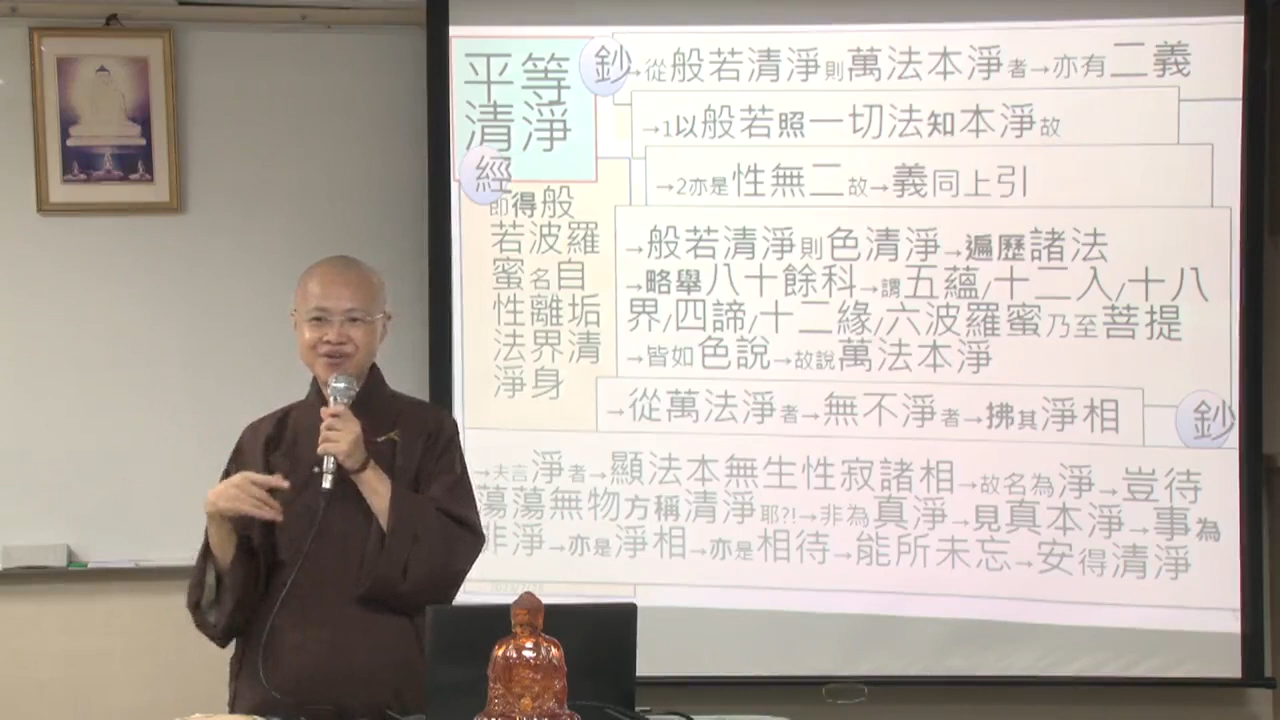 平等
清淨
經
即得般
若波羅
蜜名自
性離垢
法界清
淨身
鈔
→從般若清淨則萬法本淨者→亦有二義
→1以般若照一切法知本淨故
→2亦是性無二故→義同上引
→般若清淨則色清淨→遍歷諸法
→略舉八十餘科→謂五蘊/十二入/十八
界/四諦/十二緣/六波羅蜜乃至菩提
→皆如色說→故說萬法本淨
→從萬法淨者→無不淨者→拂其淨相
鈔
→夫言淨者→顯法本無生性寂諸相→故名為淨→豈待
蕩蕩無物方稱清淨耶?!→非為真淨→見真本淨→事為
非淨→亦是淨相→亦是相待→能所未忘→安得清淨